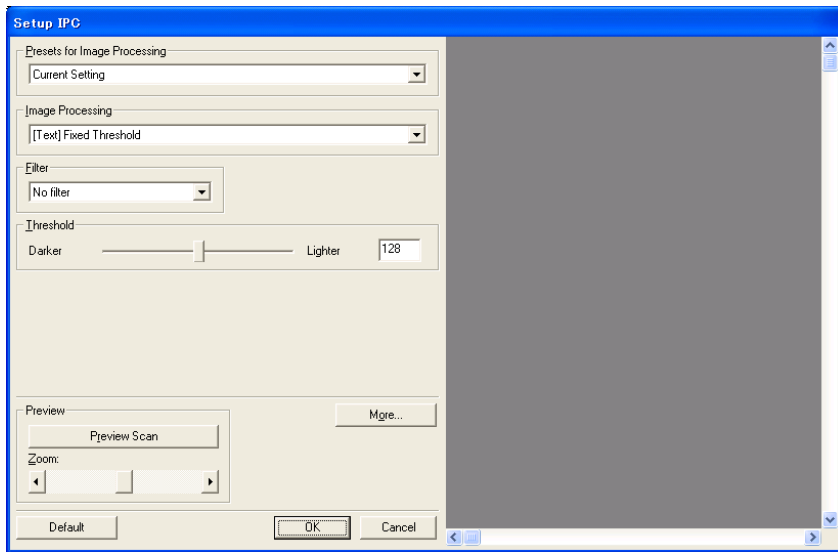 Setup IPC
Presets for Image Processing
Current Setting
Image Processing
[Text] Fixed Threshold
Filter
No filter
Threshold
Darker Lighter 128
Preview
More...
Preview Scan
Zoom:
Default OK Cancel